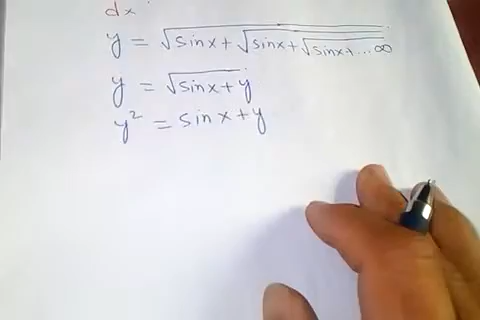 dx
y = √sinx + √sinx + √sinx + ...∞
y = √sinx + y
y² = sinx + y